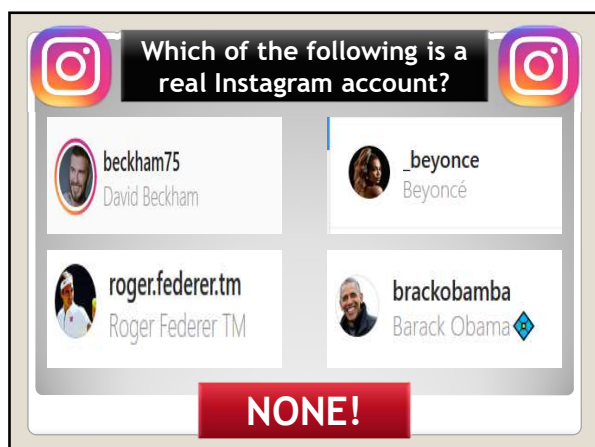 Which of the following is a
real Instagram account?
beckham75
David Beckham
_beyonce
Beyoncé
roger.federer.tm
Roger Federer TM
brackobamba
Barack Obama
NONE!